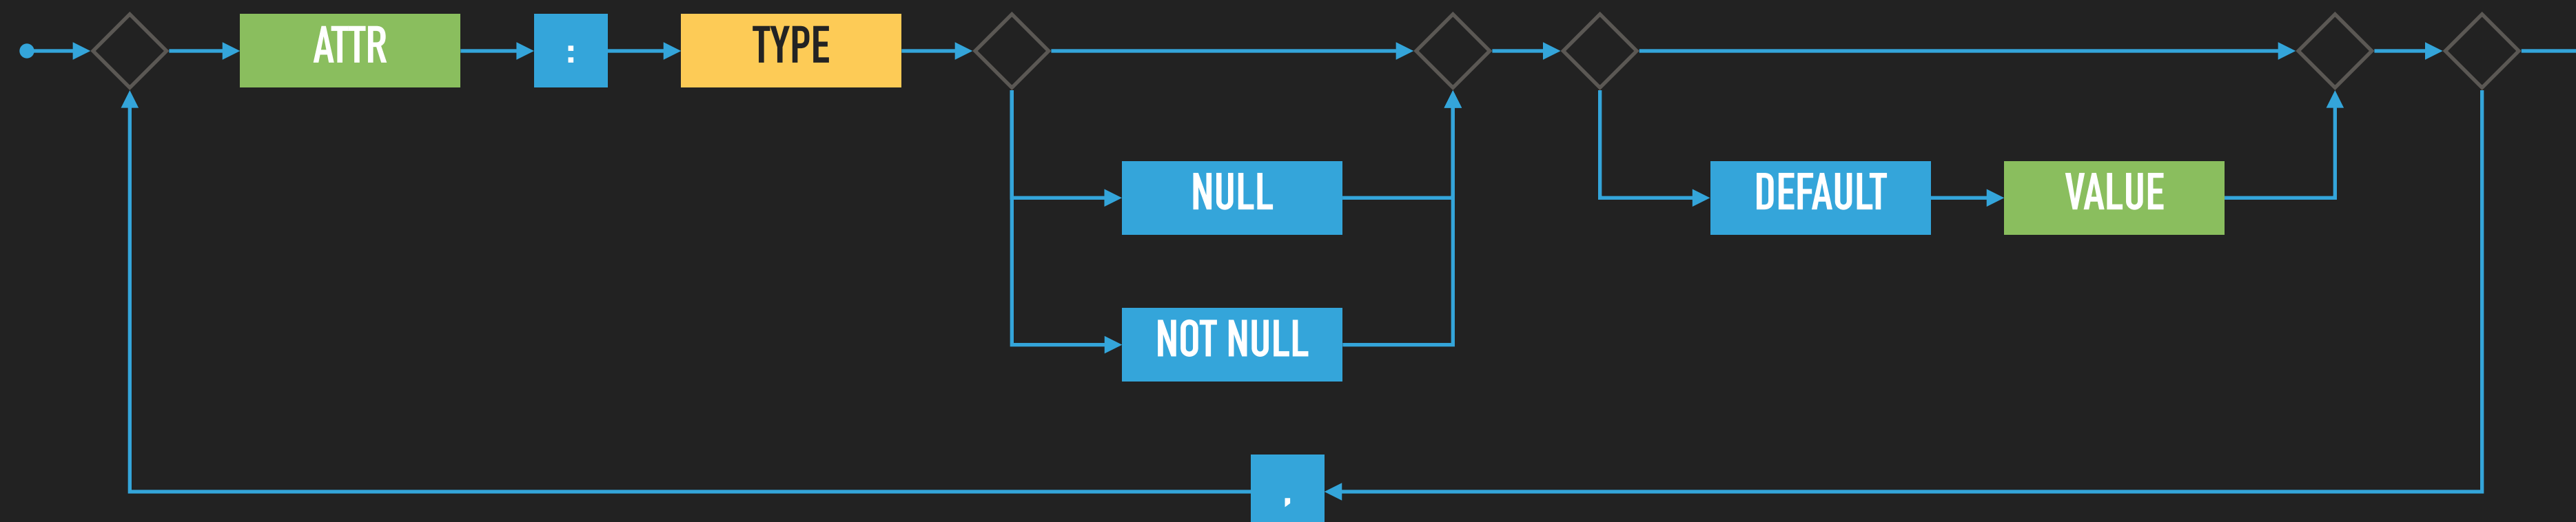 ATTR
:
TYPE
NULL
DEFAULT
VALUE
NOT NULL
,